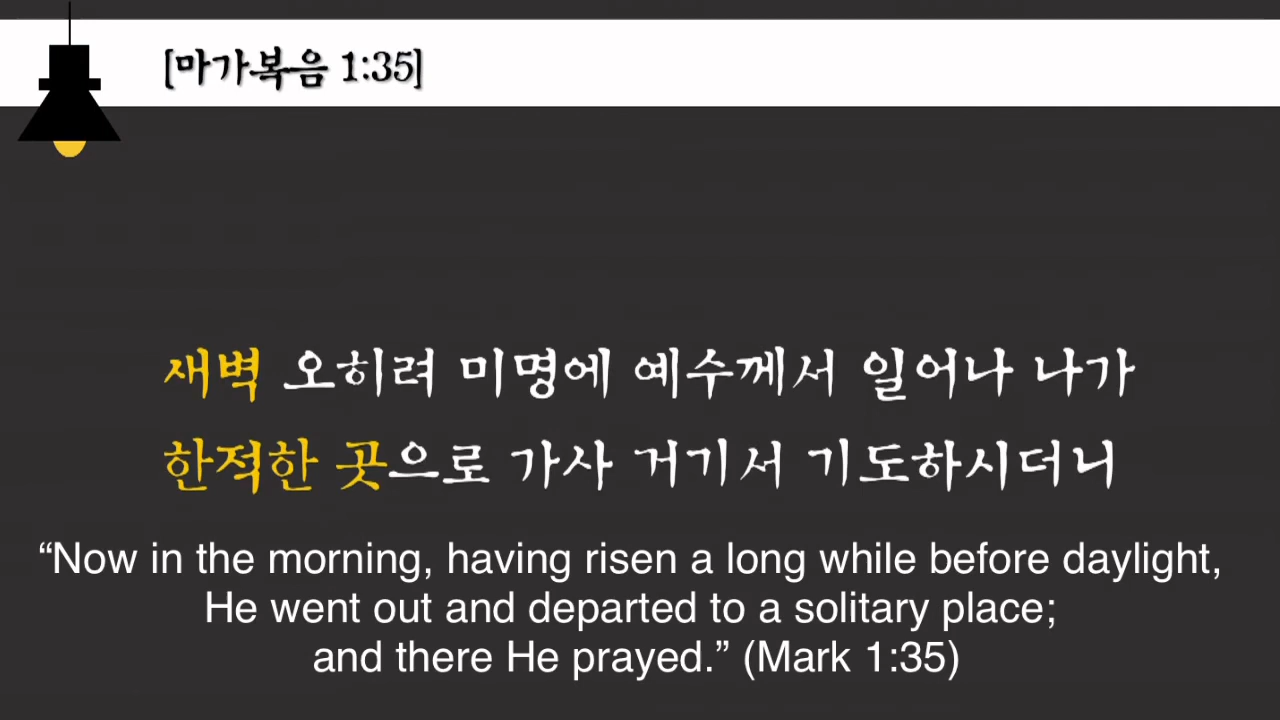 [마가복음 1:35]
새벽 오히려 미명에 예수께서 일어나 나가
한적한 곳으로 가사 거기서 기도하시더니
“Now in the morning, having risen a long while before daylight,
He went out and departed to a solitary place;
and there He prayed.” (Mark 1:35)